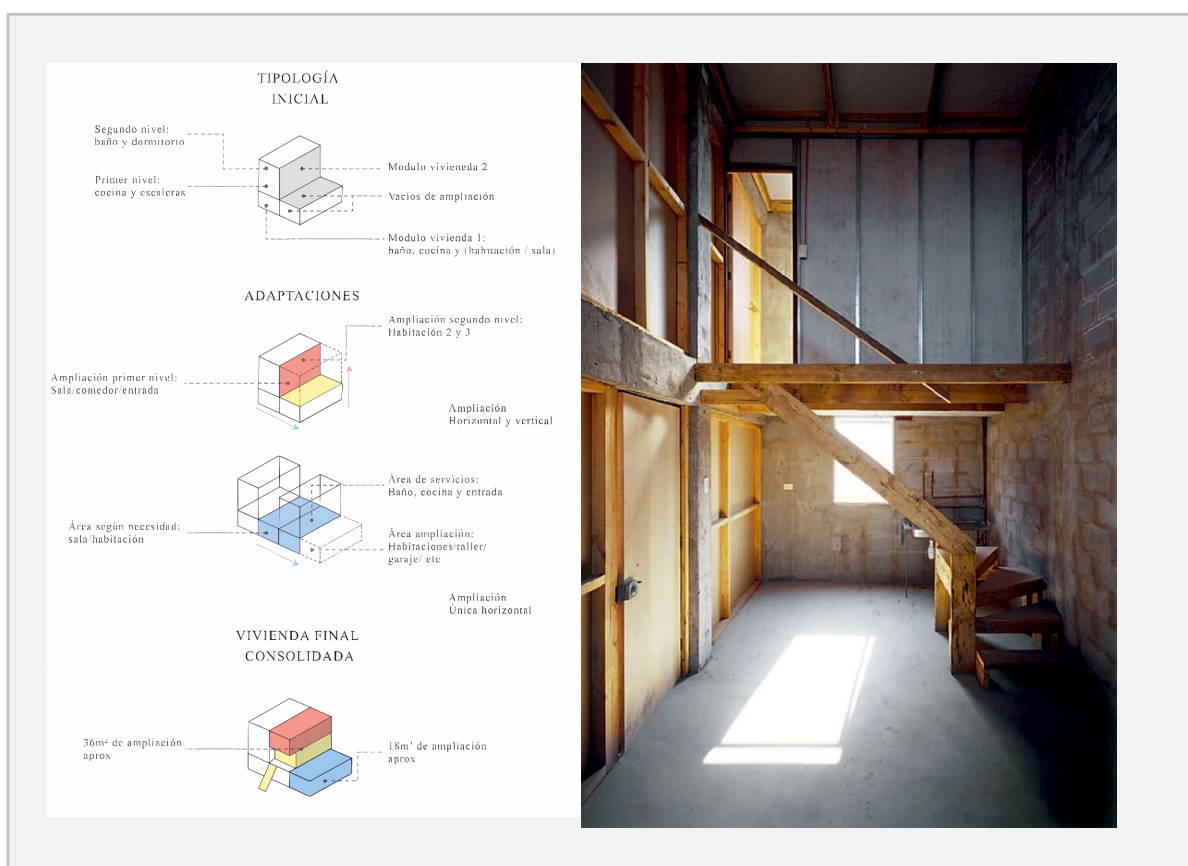 TIPOLOGÍA
INICIAL
Segundo nivel:
baño y dormitorio
Primer nivel:
cocina y escaleras
Modulo vivieneda 2
Vacios de ampliación
Modulo vivienda 1:
baño, cocina y (habitación / sala)
ADAPTACIONES
Ampliación segundo nivel:
Habitación 2 y 3
Ampliación primer nivel:
Sala/comedor/entrada
Ampliación
Horizontal y vertical
Área de servicios:
Baño, cocina y entrada
Área según necesidad:
sala/habitación
Área ampliación:
Habitaciones/taller/
garaje/ etc
Ampliación
Única horizontal
VIVIENDA FINAL
CONSOLIDADA
36m² de ampliación
aprox
18m² de ampliación
aprox